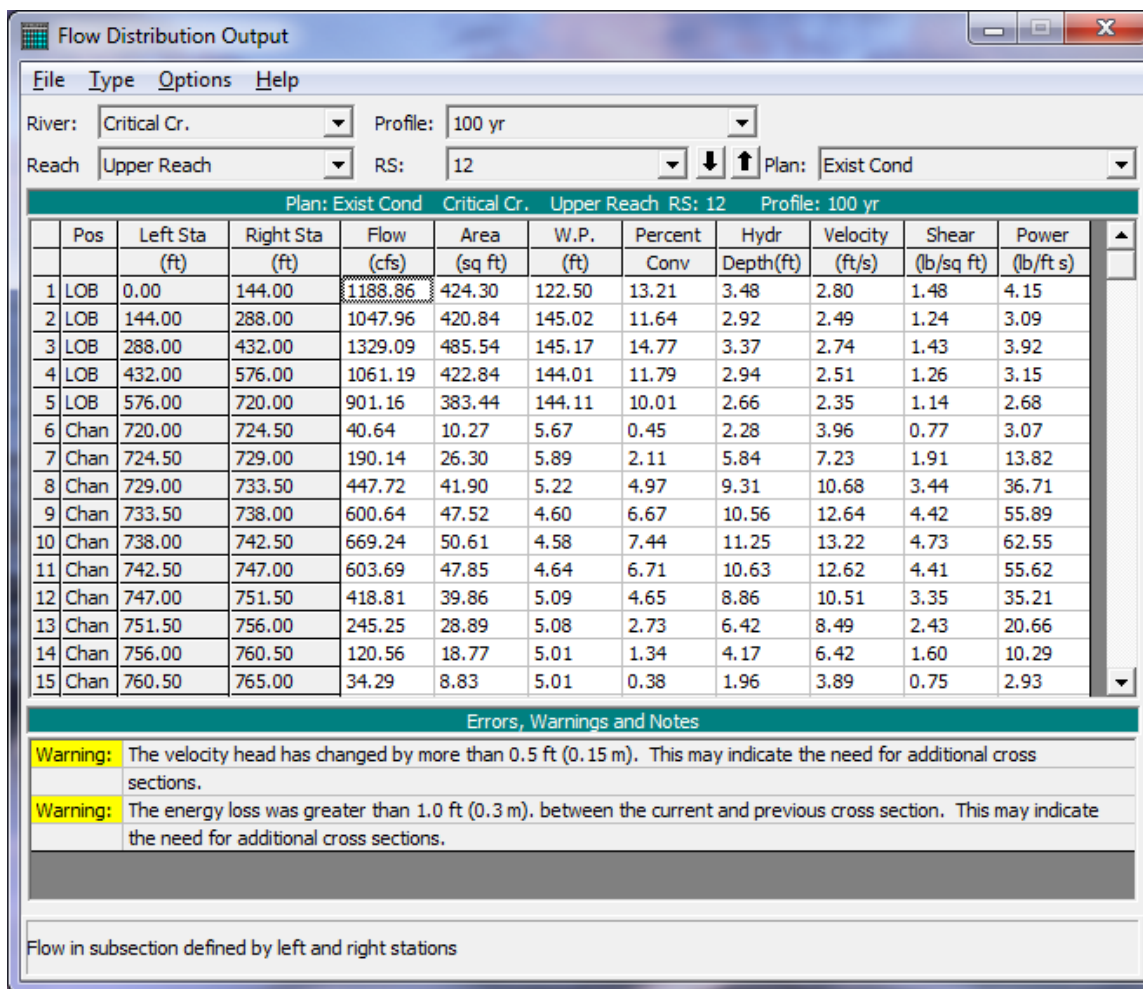 Flow Distribution Output
File Type Options Help
River: Critical Cr. Profile: 100 yr
Reach Upper Reach RS: 12 Plan: Exist Cond
Plan: Exist Cond Critical Cr. Upper Reach RS: 12 Profile: 100 yr
Pos Left Sta Right Sta Flow Area W.P. Percent Hydr Velocity Shear Power
(ft) (ft) (cfs) (sq ft) (ft) Conv Depth(ft) (ft/s) (lb/sq ft) (lb/ft s)
1 LOB 0.00 144.00 1188.86 424.30 122.50 13.21 3.48 2.80 1.48 4.15
2 LOB 144.00 288.00 1047.96 420.84 145.02 11.64 2.92 2.49 1.24 3.09
3 LOB 288.00 432.00 1329.09 485.54 145.17 14.77 3.37 2.74 1.43 3.92
4 LOB 432.00 576.00 1061.19 422.84 144.01 11.79 2.94 2.51 1.26 3.15
5 LOB 576.00 720.00 901.16 383.44 144.11 10.01 2.66 2.35 1.14 2.68
6 Chan 720.00 724.50 40.64 10.27 5.67 0.45 2.28 3.96 0.77 3.07
7 Chan 724.50 729.00 190.14 26.30 5.89 2.11 5.84 7.23 1.91 13.82
8 Chan 729.00 733.50 447.72 41.90 5.22 4.97 9.31 10.68 3.44 36.71
9 Chan 733.50 738.00 600.64 47.52 4.60 6.67 10.56 12.64 4.42 55.89
10 Chan 738.00 742.50 669.24 50.61 4.58 7.44 11.25 13.22 4.73 62.55
11 Chan 742.50 747.00 603.69 47.85 4.64 6.71 10.63 12.62 4.41 55.62
12 Chan 747.00 751.50 418.81 39.86 5.09 4.65 8.86 10.51 3.35 35.21
13 Chan 751.50 756.00 245.25 28.89 5.08 2.73 6.42 8.49 2.43 20.66
14 Chan 756.00 760.50 120.56 18.77 5.01 1.34 4.17 6.42 1.60 10.29
15 Chan 760.50 765.00 34.29 8.83 5.01 0.38 1.96 3.89 0.75 2.93
Errors, Warnings and Notes
Warning: The velocity head has changed by more than 0.5 ft (0.15 m). This may indicate the need for additional cross
sections.
Warning: The energy loss was greater than 1.0 ft (0.3 m). between the current and previous cross section. This may indicate
the need for additional cross sections.
Flow in subsection defined by left and right stations